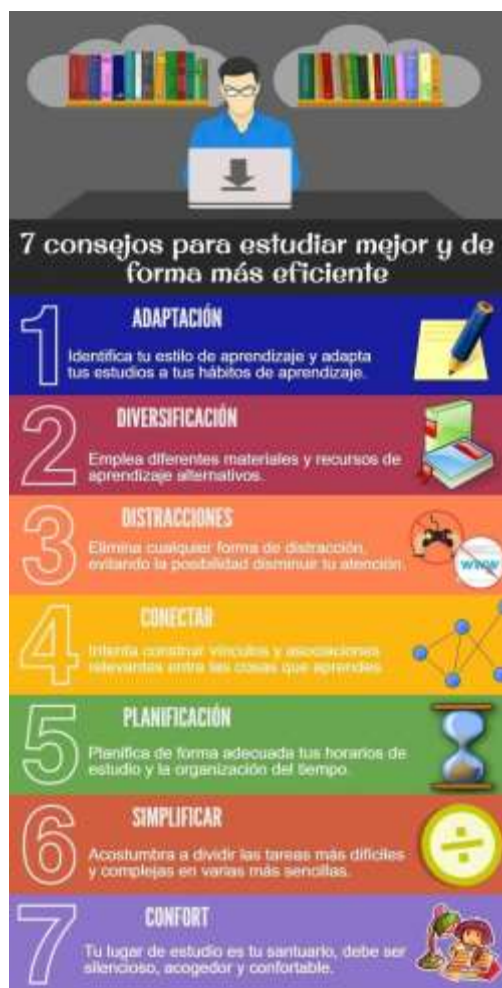 7 consejos para estudiar mejor y de
forma más eficiente
1
ADAPTACIÓN
Identifica tu estilo de aprendizaje y adapta
tus estudios a tus hábitos de aprendizaje.
2
DIVERSIFICACIÓN
Emplea diferentes materiales y recursos de
aprendizaje alternativos.
3
DISTRACCIONES
Elimina cualquier forma de distracción,
evitando la posibilidad disminuir tu atención.
www
4
CONECTAR
Intenta construir vínculos y asociaciones
relevantes entre las cosas que aprendes.
5
PLANIFICACIÓN
Planifica de forma adecuada tus horarios de
estudio y la organización del tiempo.
6
SIMPLIFICAR
Acostumbra a dividir las tareas más difíciles
y complejas en varias más sencillas.
7
CONFORT
Tu lugar de estudio es tu santuario, debe ser
silencioso, acogedor y confortable.